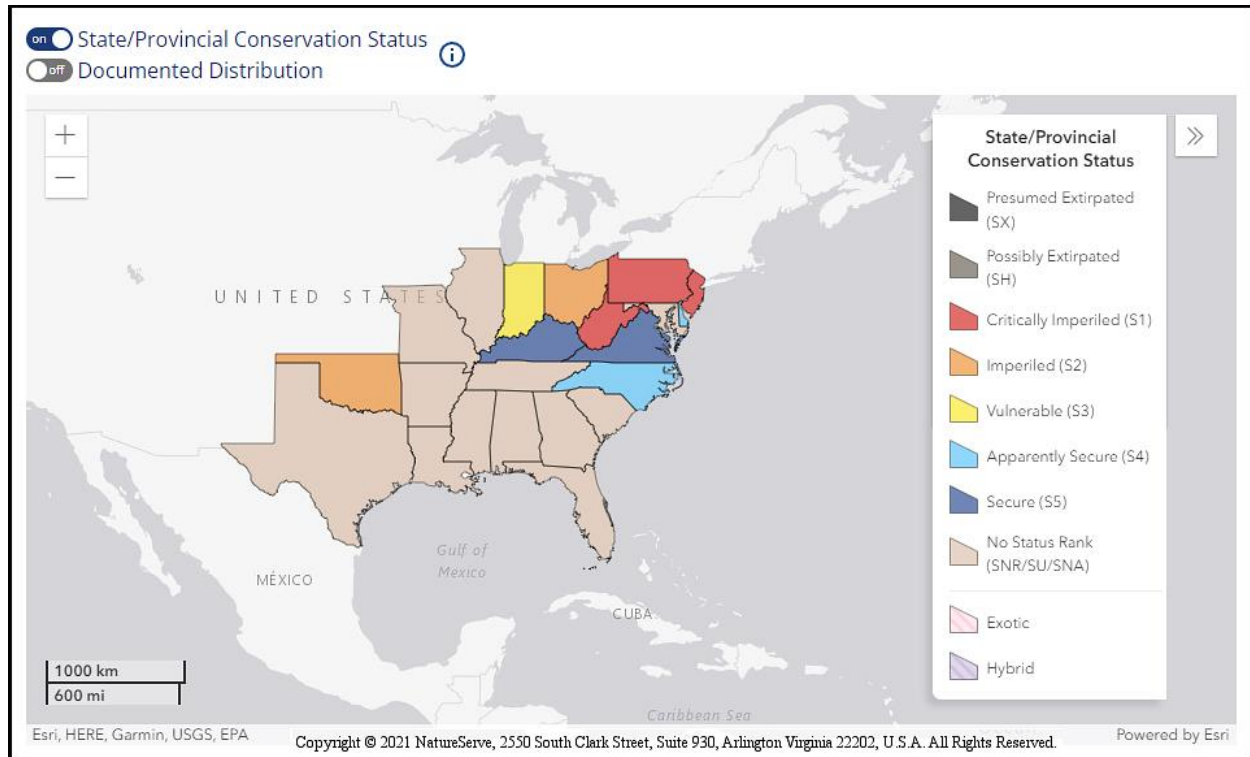 on State/Provincial Conservation Status
off Documented Distribution
i
+
−
State/Provincial
Conservation Status
Presumed Extirpated
(SX)
Possibly Extirpated
(SH)
Critically Imperiled (S1)
Imperiled (S2)
Vulnerable (S3)
Apparently Secure (S4)
Secure (S5)
No Status Rank
(SNR/SU/SNA)
Exotic
Hybrid
UNITED STATES
Gulf of
Mexico
MÉXICO
CUBA
Caribbean Sea
1000 km
600 mi
Esri, HERE, Garmin, USGS, EPA
Copyright © 2021 NatureServe, 2550 South Clark Street, Suite 930, Arlington Virginia 22202, U.S.A. All Rights Reserved.
Powered by Esri